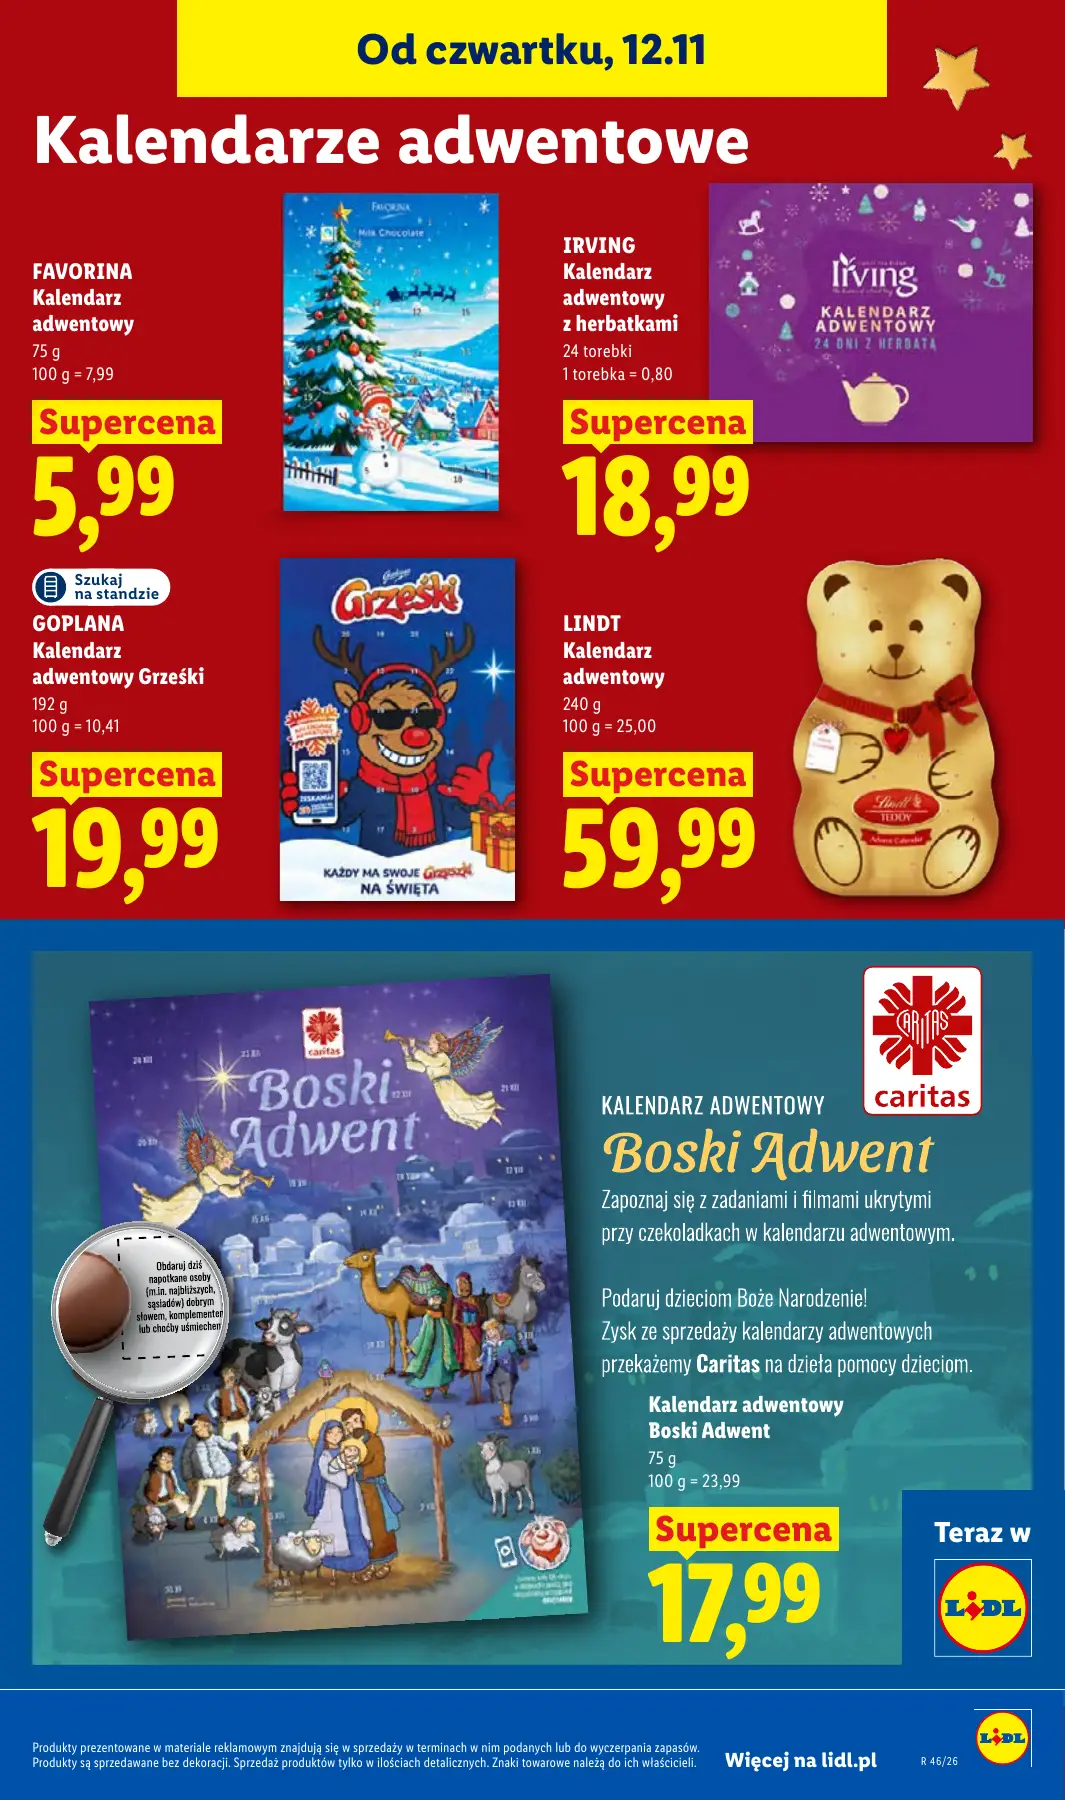 Od czwartku, 12.11
Kalendarze adwentowe
FAVORINA
Kalendarz
adwentowy
75 g
100 g = 7,99
Supercena
5,99
FAVORINA
Milk Chocolate
IRVING
Kalendarz
adwentowy
z herbatkami
24 torebki
1 torebka = 0,80
Supercena
18,99
Irving
KALENDARZ
ADWENTOWY
24 DNI Z HERBATĄ
Szukaj
na standzie
GOPLANA
Kalendarz
adwentowy Grześki
192 g
100 g = 10,41
Supercena
19,99
Goplana
Grześki
ZESKANUJ
KAŻDY MA SWOJE Grześki
NA ŚWIĘTA
LINDT
Kalendarz
adwentowy
240 g
100 g = 25,00
Supercena
59,99
Lindt
TEDDY
Advent Calendar
caritas
Boski
Adwent
Obdaruj dziś
napotkane osoby
(m.in. najbliższych,
sąsiadów) dobrym
słowem, komplementem
lub choćby uśmiechem
CARITAS
caritas
KALENDARZ ADWENTOWY
Boski Adwent
Zapoznaj się z zadaniami i filmami ukrytymi
przy czekoladkach w kalendarzu adwentowym.
Podaruj dzieciom Boże Narodzenie!
Zysk ze sprzedaży kalendarzy adwentowych
przekażemy Caritas na dzieła pomocy dzieciom.
Kalendarz adwentowy
Boski Adwent
75 g
100 g = 23,99
Supercena
17,99
Teraz w
LIDL
Produkty prezentowane w materiale reklamowym znajdują się w sprzedaży w terminach w nim podanych lub do wyczerpania zapasów.
Produkty są sprzedawane bez dekoracji. Sprzedaż produktów tylko w ilościach detalicznych. Znaki towarowe należą do ich właścicieli.
Więcej na lidl.pl
R 46/26
LIDL